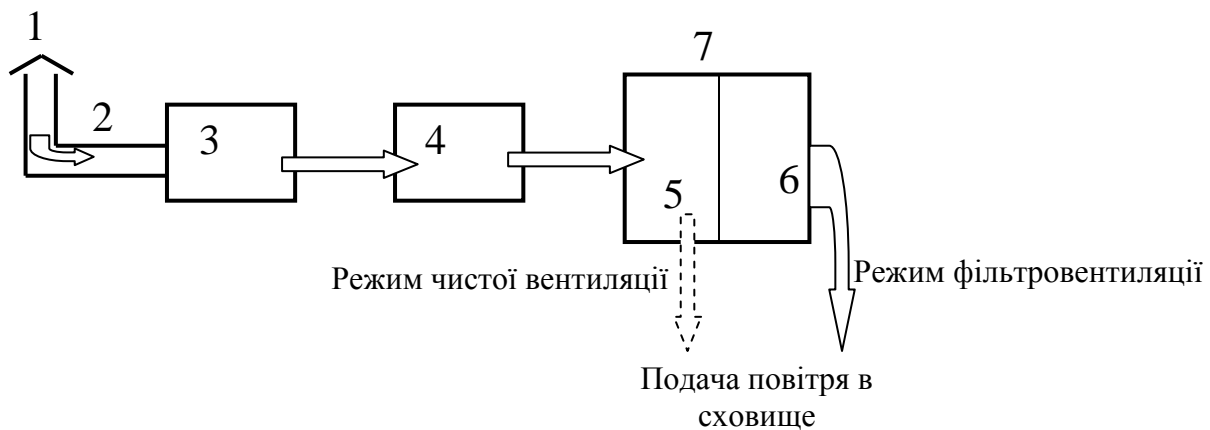 1
2
3
4
7
5
6
Режим чистої вентиляції
Режим фільтровентиляції
Подача повітря в
сховище